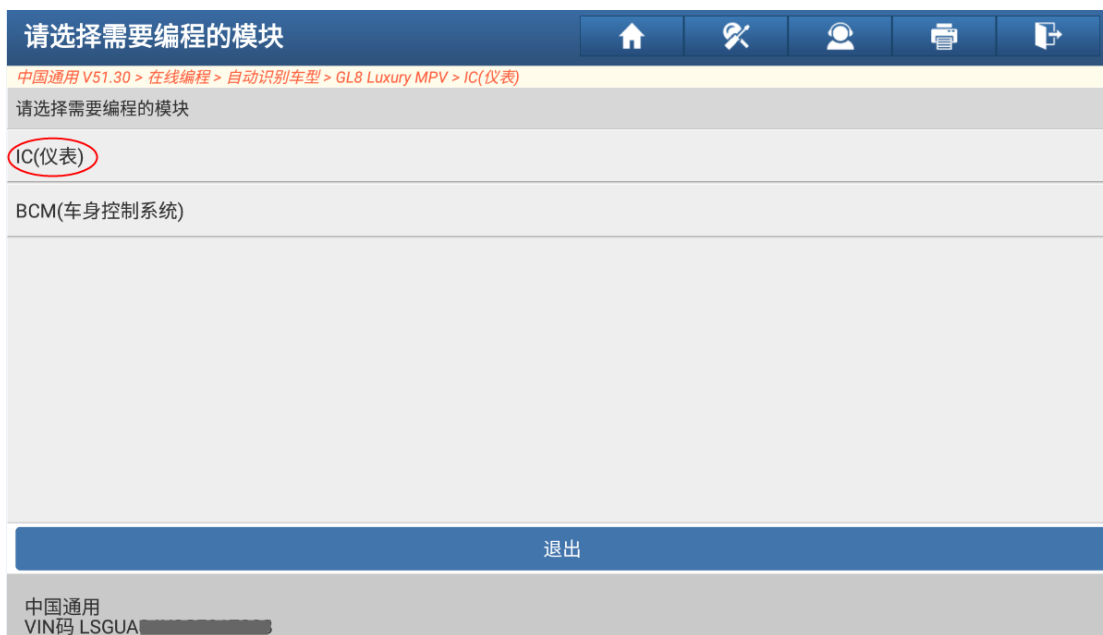 请选择需要编程的模块
中国通用 V51.30 > 在线编程 > 自动识别车型 > GL8 Luxury MPV > IC(仪表)
请选择需要编程的模块
IC(仪表)
BCM(车身控制系统)
退出
中国通用
VIN码 LSGUA